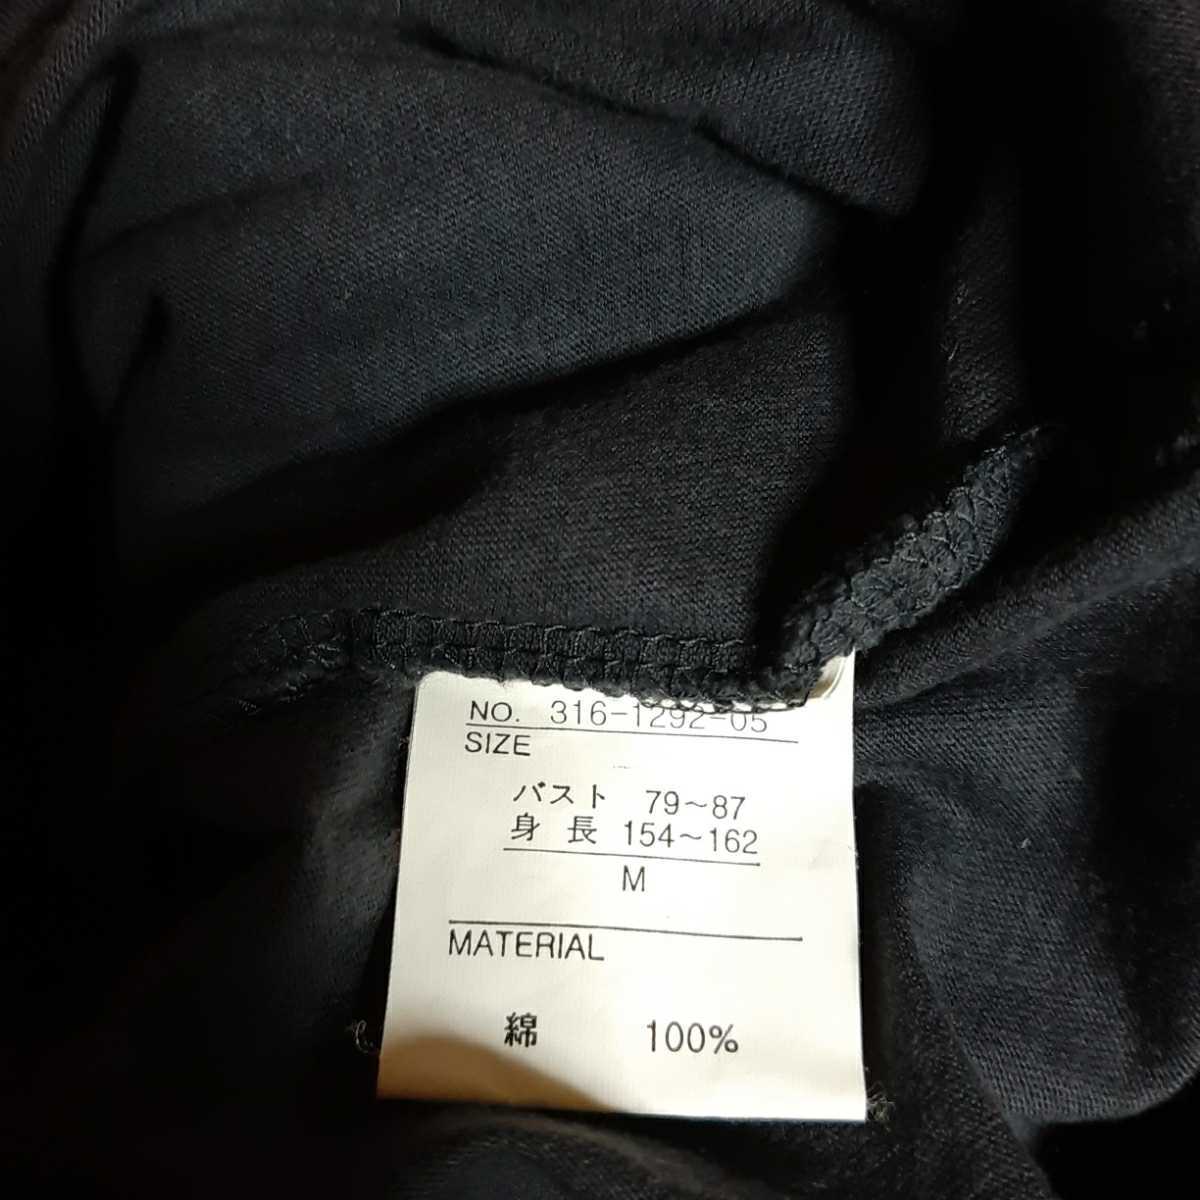 NO. 316-1292-05
SIZE
バスト 79〜87
身長 154〜162
M
MATERIAL
綿 100%